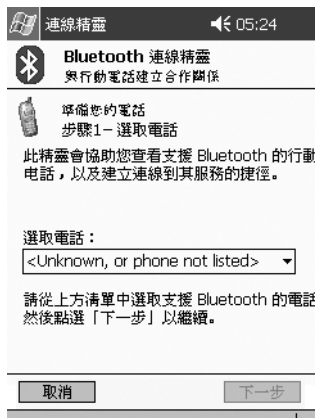 連線精靈 05:24
Bluetooth 連線精靈
與行動電話建立合作關係
準備您的電話
步驟1- 選取電話
此精靈會協助您查看支援 Bluetooth 的行動
电話，以及建立連線到其服務的捷徑。
選取電話：
<Unknown, or phone not listed>
請從上方清單中選取支援 Bluetooth 的電話
然後點選「下一步」以繼續。
取消 下一步